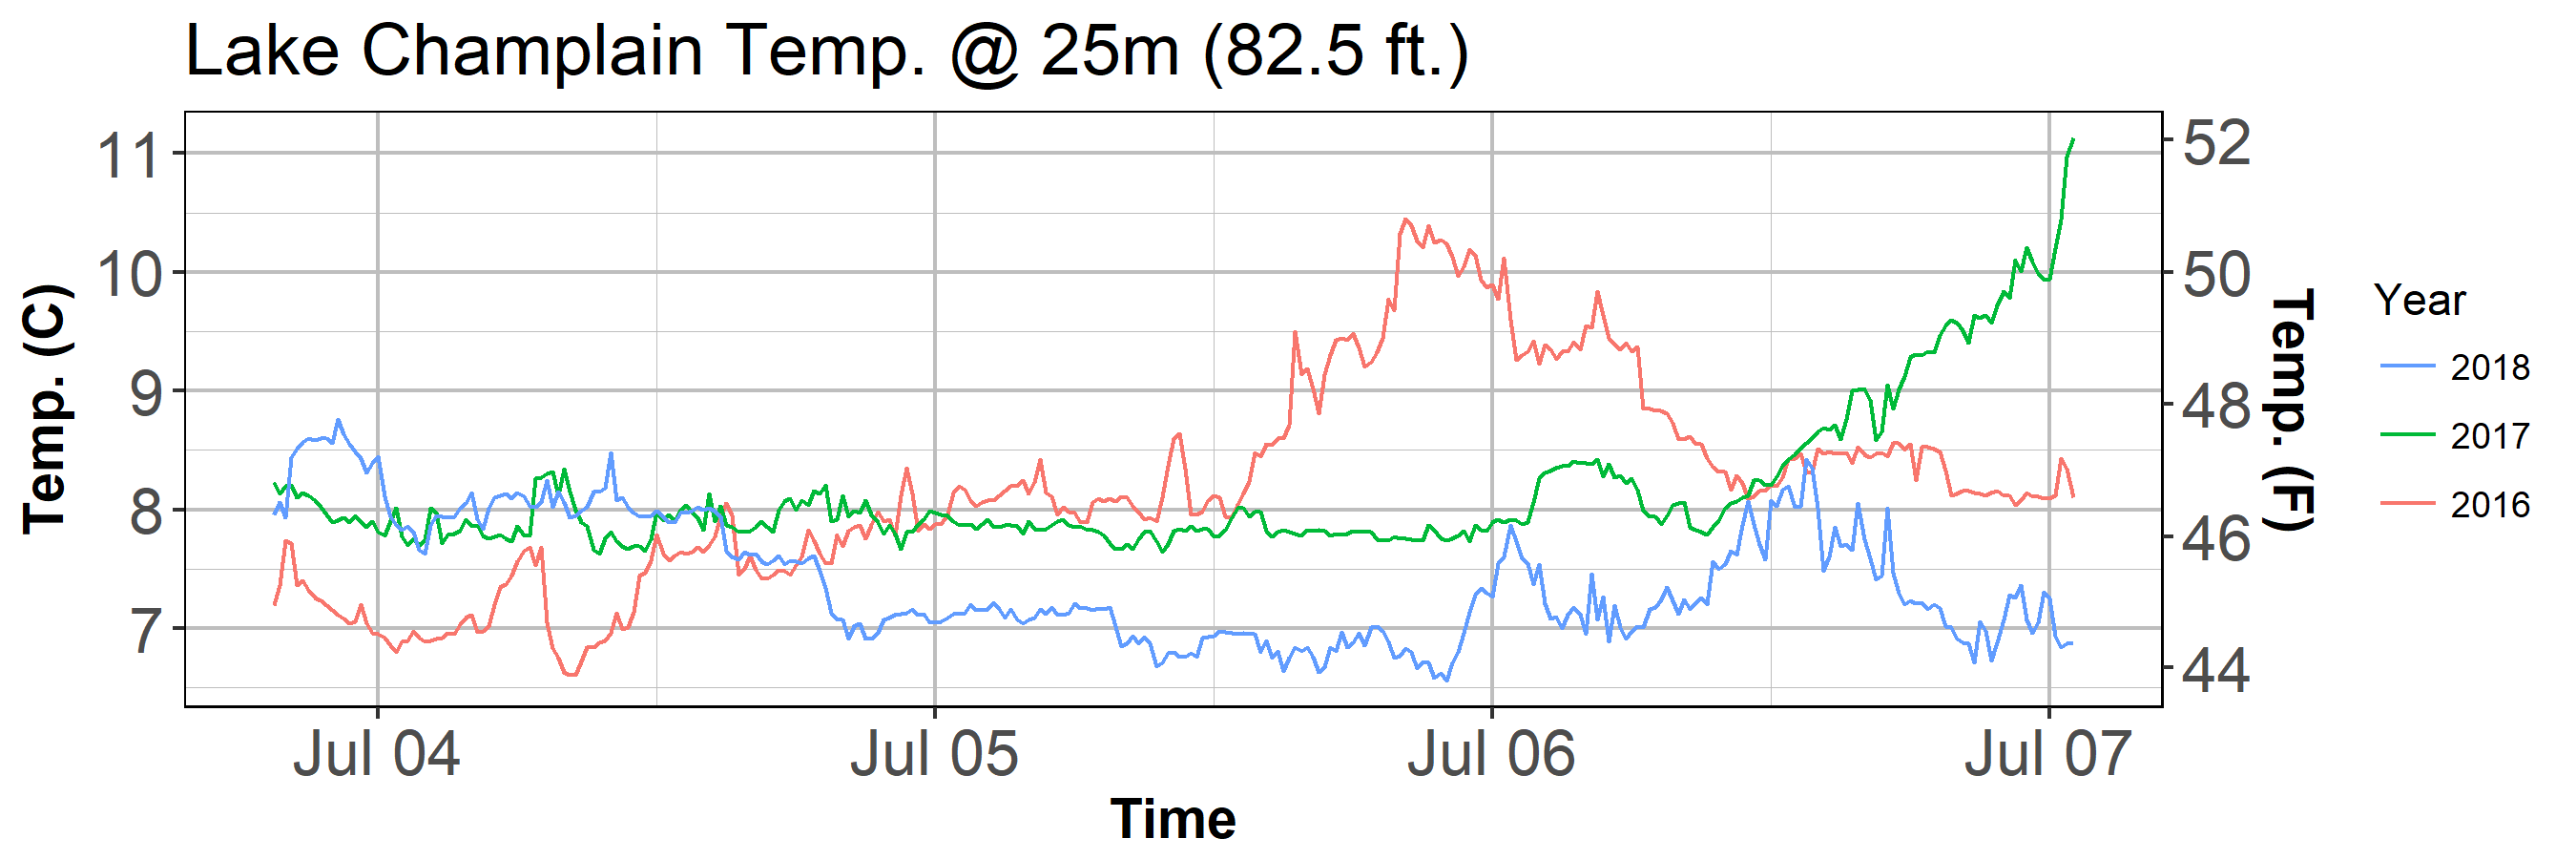 Lake Champlain Temp. @ 25m (82.5 ft.)
Temp. (C)
11
10
9
8
7
52
50
48
46
44
Temp. (F)
Jul 04
Jul 05
Jul 06
Jul 07
Time
Year
2018
2017
2016